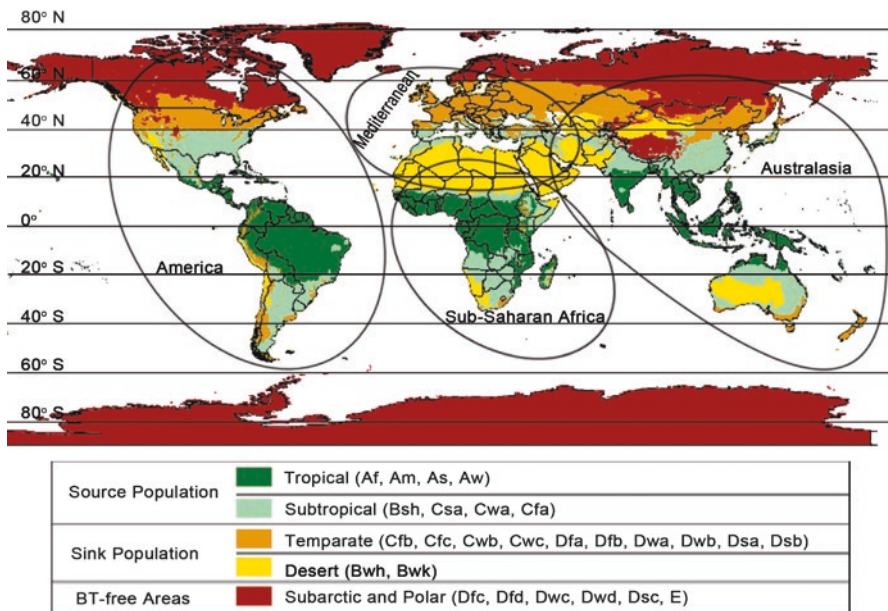 80° N
60° N
Mediterranean
40° N
20° N
Australasia
0°
America
20° S
Sub-Saharan Africa
40° S
60° S
80° S
Source Population
Tropical (Af, Am, As, Aw)
Subtropical (Bsh, Csa, Cwa, Cfa)
Sink Population
Temparate (Cfb, Cfc, Cwb, Cwc, Dfa, Dfb, Dwa, Dwb, Dsa, Dsb)
Desert (Bwh, Bwk)
BT-free Areas
Subarctic and Polar (Dfc, Dfd, Dwc, Dwd, Dsc, E)